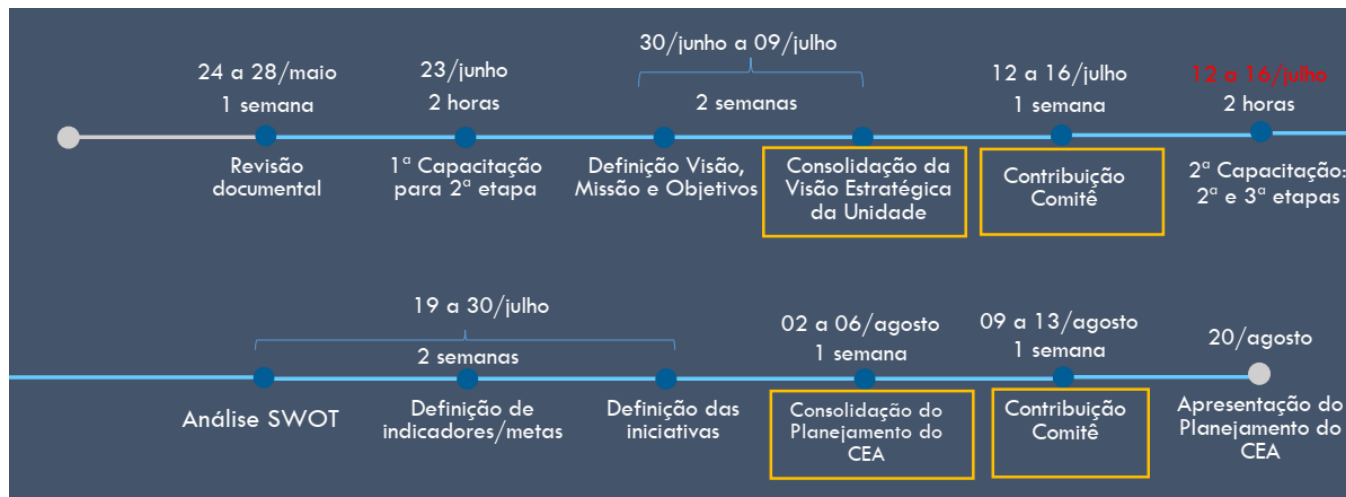 30/junho a 09/julho
24 a 28/maio
23/junho
12 a 16/julho
12 a 16/julho
1 semana
2 horas
2 semanas
1 semana
2 horas
Revisão
documental
1ª Capacitação
para 2ª etapa
Definição Visão,
Missão e Objetivos
Consolidação da
Visão Estratégica
da Unidade
Contribuição
Comitê
2ª Capacitação:
2ª e 3ª etapas
19 a 30/julho
2 semanas
02 a 06/agosto
1 semana
09 a 13/agosto
1 semana
20/agosto
Análise SWOT
Definição de
indicadores/metas
Definição das
iniciativas
Consolidação do
Planejamento do
CEA
Contribuição
Comitê
Apresentação do
Planejamento do
CEA